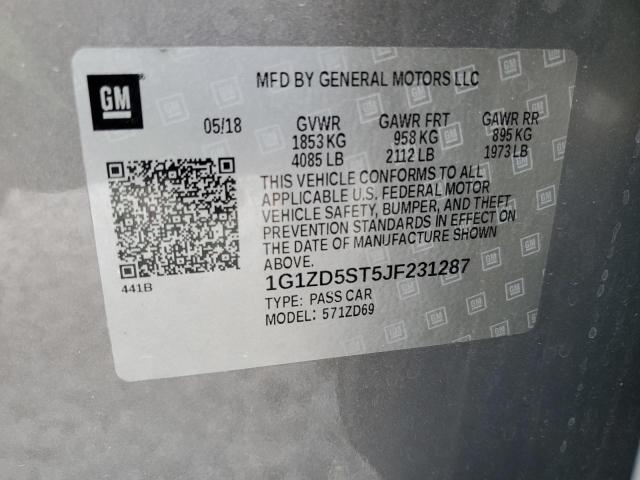 GM
MFD BY GENERAL MOTORS LLC
05/18 GVWR GAWR FRT GAWR RR
1853 KG 958 KG 895 KG
4085 LB 2112 LB 1973 LB
THIS VEHICLE CONFORMS TO ALL
APPLICABLE U.S. FEDERAL MOTOR
VEHICLE SAFETY, BUMPER, AND THEFT
PREVENTION STANDARDS IN EFFECT ON
THE DATE OF MANUFACTURE SHOWN
ABOVE.
441B
1G1ZD5ST5JF231287
TYPE: PASS CAR
MODEL: 571ZD69